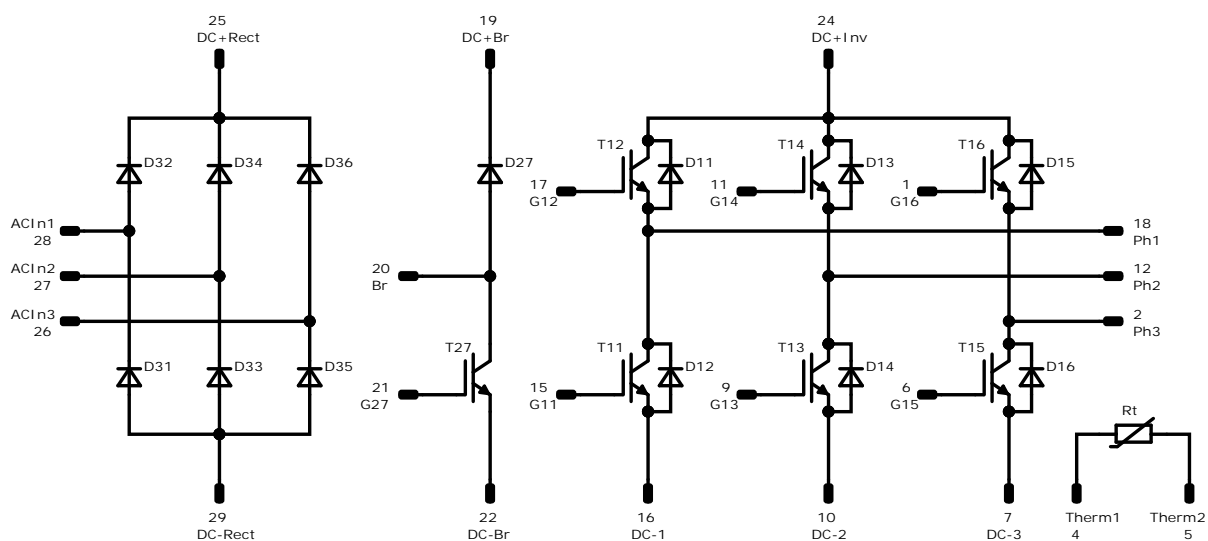 25
DC+Rect
19
DC+Br
24
DC+Inv
D32
D34
D36
D27
T12
D11
T14
D13
T16
D15
17
G12
11
G14
1
G16
ACIn1
28
ACIn2
27
ACIn3
26
20
Br
18
Ph1
12
Ph2
2
Ph3
D31
D33
D35
T27
T11
D12
T13
D14
T15
D16
21
G27
15
G11
9
G13
6
G15
Rt
29
DC-Rect
22
DC-Br
16
DC-1
10
DC-2
7
DC-3
Therm1
4
Therm2
5